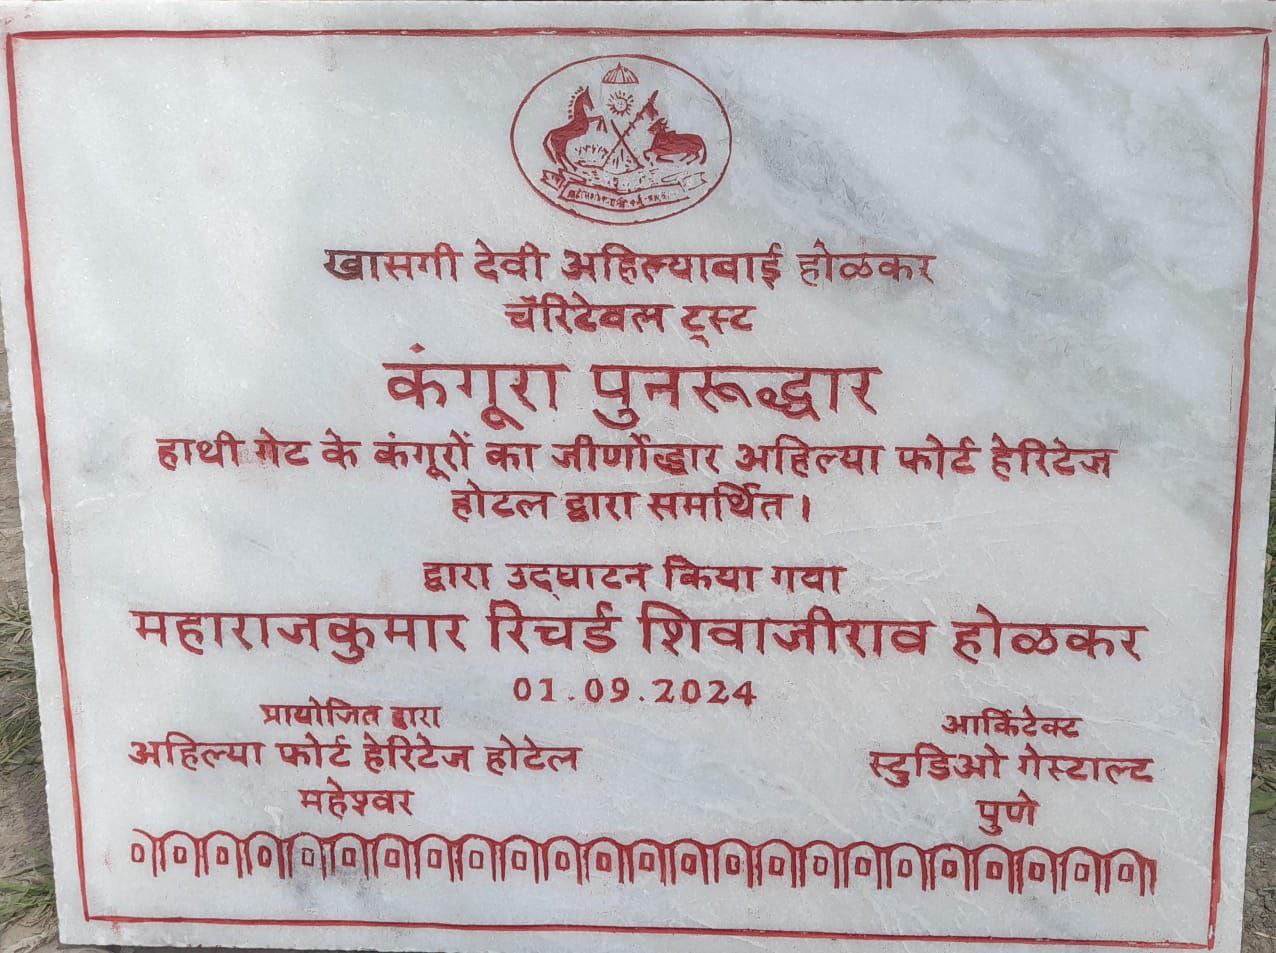 खासगी देवी अहिल्याबाई होळकर
चॅरिटेबल ट्रस्ट
कंगूरा पुनरूद्धार
हाथी गेट के कंगूरों का जीर्णोद्धार अहिल्या फोर्ट हेरिटेज
होटल द्वारा समर्थित।
द्वारा उद्घाटन किया गया
महाराजकुमार रिचर्ड शिवाजीराव होळकर
01.09.2024
प्रायोजित द्वारा
अहिल्या फोर्ट हेरिटेज होटेल
महेश्वर
आर्किटेक्ट
स्टुडिओ गेस्टाल्ट
पुणे